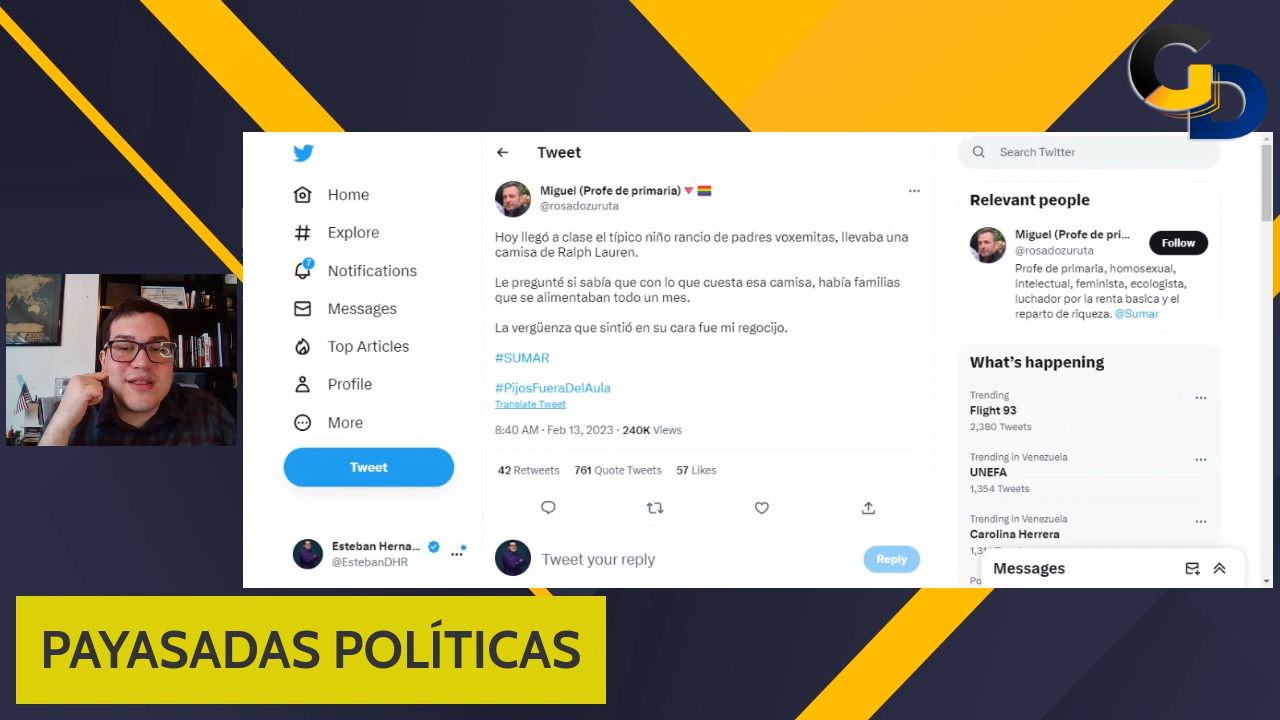 GD
Home
Explore
7
Notifications
Messages
Top Articles
Profile
More
Tweet
Esteban Herna...
@EstebanDHR
Tweet
Miguel (Profe de primaria)
@rosadozuruta
Hoy llegó a clase el típico niño rancio de padres voxemitas, llevaba una
camisa de Ralph Lauren.
Le pregunté si sabía que con lo que cuesta esa camisa, había familias
que se alimentaban todo un mes.
La vergüenza que sintió en su cara fue mi regocijo.
#SUMAR
#PijosFueraDelAula
Translate Tweet
8:40 AM · Feb 13, 2023 · 240K Views
42 Retweets 761 Quote Tweets 57 Likes
Tweet your reply
Reply
Search Twitter
Relevant people
Miguel (Profe de pri...
@rosadozuruta
Follow
Profe de primaria, homosexual,
intelectual, feminista, ecologista,
luchador por la renta basica y el
reparto de riqueza. @Sumar
What's happening
Trending
Flight 93
2,380 Tweets
Trending in Venezuela
UNEFA
1,354 Tweets
Trending in Venezuela
Carolina Herrera
Messages
PAYASADAS POLÍTICAS